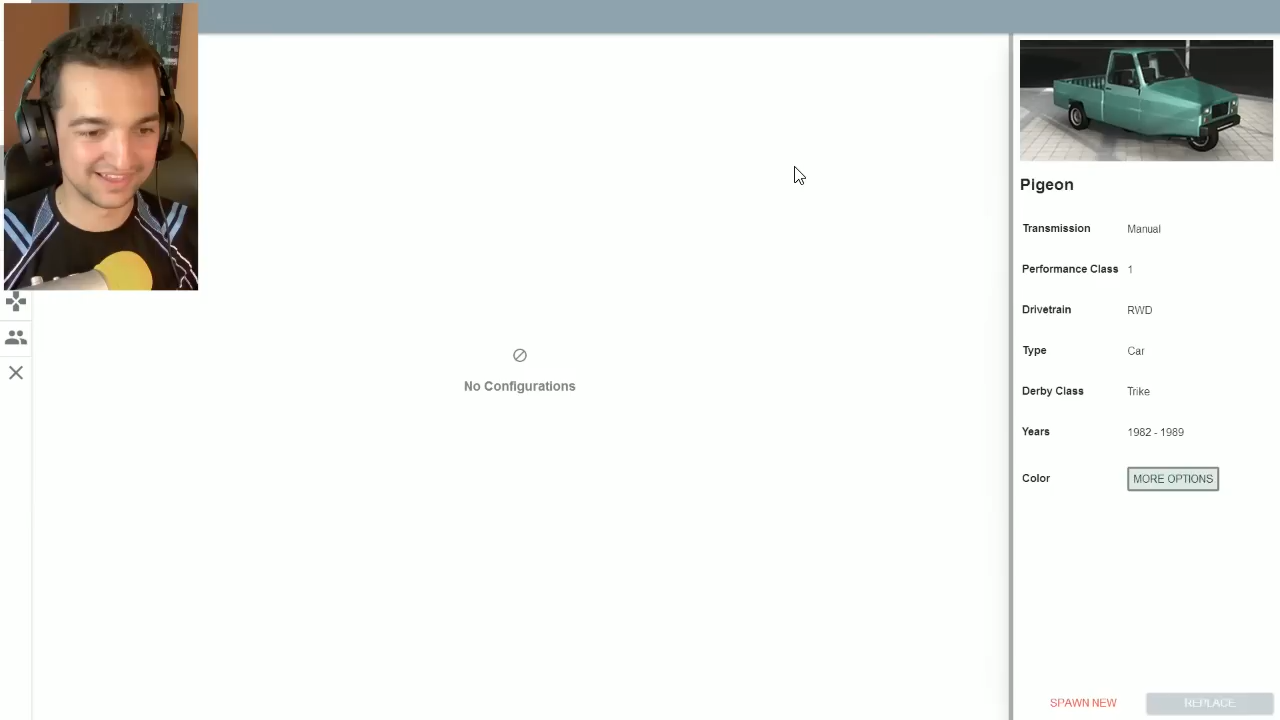 Pigeon
Transmission Manual
Performance Class 1
Drivetrain RWD
Type Car
Derby Class Trike
Years 1982 - 1989
Color MORE OPTIONS
No Configurations
SPAWN NEW REPLACE